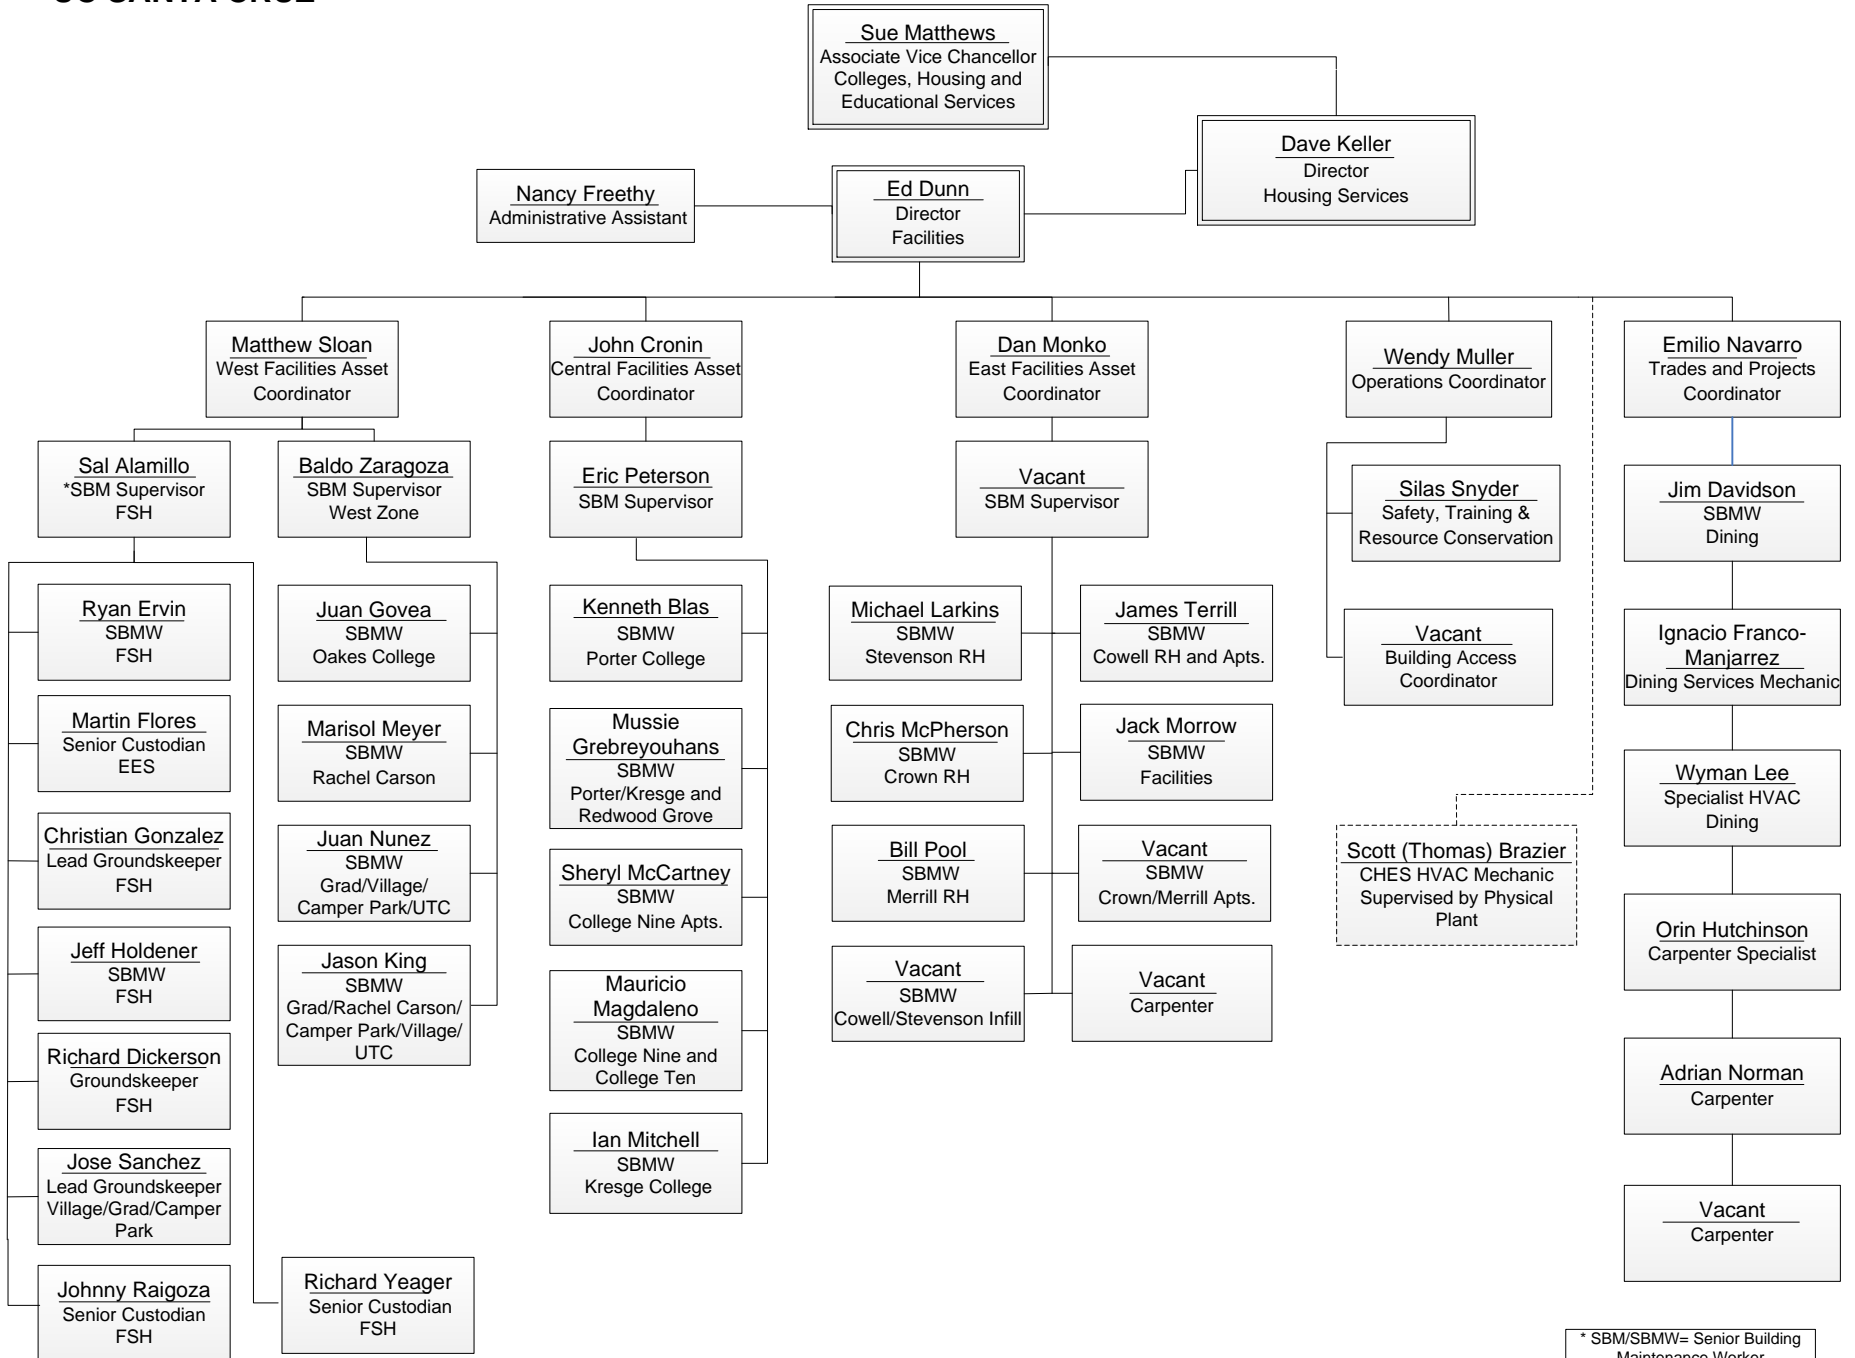 UC SANTA CRUZ
Sue Matthews
Associate Vice Chancellor
Colleges, Housing and
Educational Services
Dave Keller
Director
Housing Services
Nancy Freethy
Administrative Assistant
Ed Dunn
Director
Facilities
Matthew Sloan
West Facilities Asset
Coordinator
John Cronin
Central Facilities Asset
Coordinator
Dan Monko
East Facilities Asset
Coordinator
Wendy Muller
Operations Coordinator
Emilio Navarro
Trades and Projects
Coordinator
Sal Alamillo
*SBM Supervisor
FSH
Baldo Zaragoza
SBM Supervisor
West Zone
Eric Peterson
SBM Supervisor
Vacant
SBM Supervisor
Silas Snyder
Safety, Training &
Resource Conservation
Jim Davidson
SBMW
Dining
Ryan Ervin
SBMW
FSH
Juan Govea
SBMW
Oakes College
Kenneth Blas
SBMW
Porter College
Michael Larkins
SBMW
Stevenson RH
James Terrill
SBMW
Cowell RH and Apts.
Vacant
Building Access
Coordinator
Ignacio Franco-
Manjarrez
Dining Services Mechanic
Martin Flores
Senior Custodian
EES
Marisol Meyer
SBMW
Rachel Carson
Mussie
Grebreyouhans
SBMW
Porter/Kresge and
Redwood Grove
Chris McPherson
SBMW
Crown RH
Jack Morrow
SBMW
Facilities
Wyman Lee
Specialist HVAC
Dining
Christian Gonzalez
Lead Groundskeeper
FSH
Juan Nunez
SBMW
Grad/Village/
Camper Park/UTC
Sheryl McCartney
SBMW
College Nine Apts.
Bill Pool
SBMW
Merrill RH
Vacant
SBMW
Crown/Merrill Apts.
Scott (Thomas) Brazier
CHES HVAC Mechanic
Supervised by Physical
Plant
Orin Hutchinson
Carpenter Specialist
Jeff Holdener
SBMW
FSH
Jason King
SBMW
Grad/Rachel Carson/
Camper Park/Village/
UTC
Mauricio
Magdaleno
SBMW
College Nine and
College Ten
Vacant
SBMW
Cowell/Stevenson Infill
Vacant
Carpenter
Richard Dickerson
Groundskeeper
FSH
Adrian Norman
Carpenter
Ian Mitchell
SBMW
Kresge College
Jose Sanchez
Lead Groundskeeper
Village/Grad/Camper
Park
Vacant
Carpenter
Johnny Raigoza
Senior Custodian
FSH
Richard Yeager
Senior Custodian
FSH
* SBM/SBMW= Senior Building
Maintenance Worker